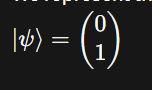 |ψ⟩ = (0
1)